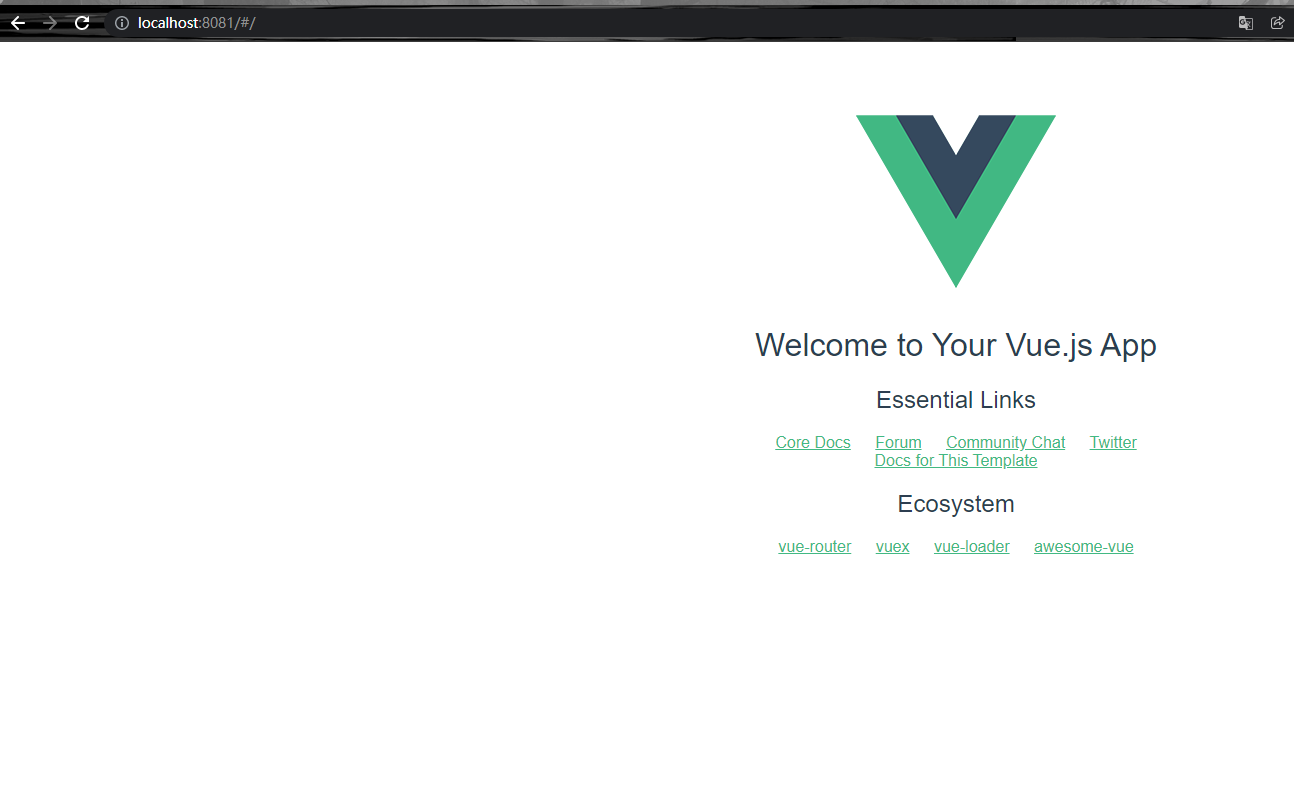 localhost:8081/#/
Welcome to Your Vue.js App
Essential Links
Core Docs Forum Community Chat Twitter
Docs for This Template
Ecosystem
vue-router vuex vue-loader awesome-vue